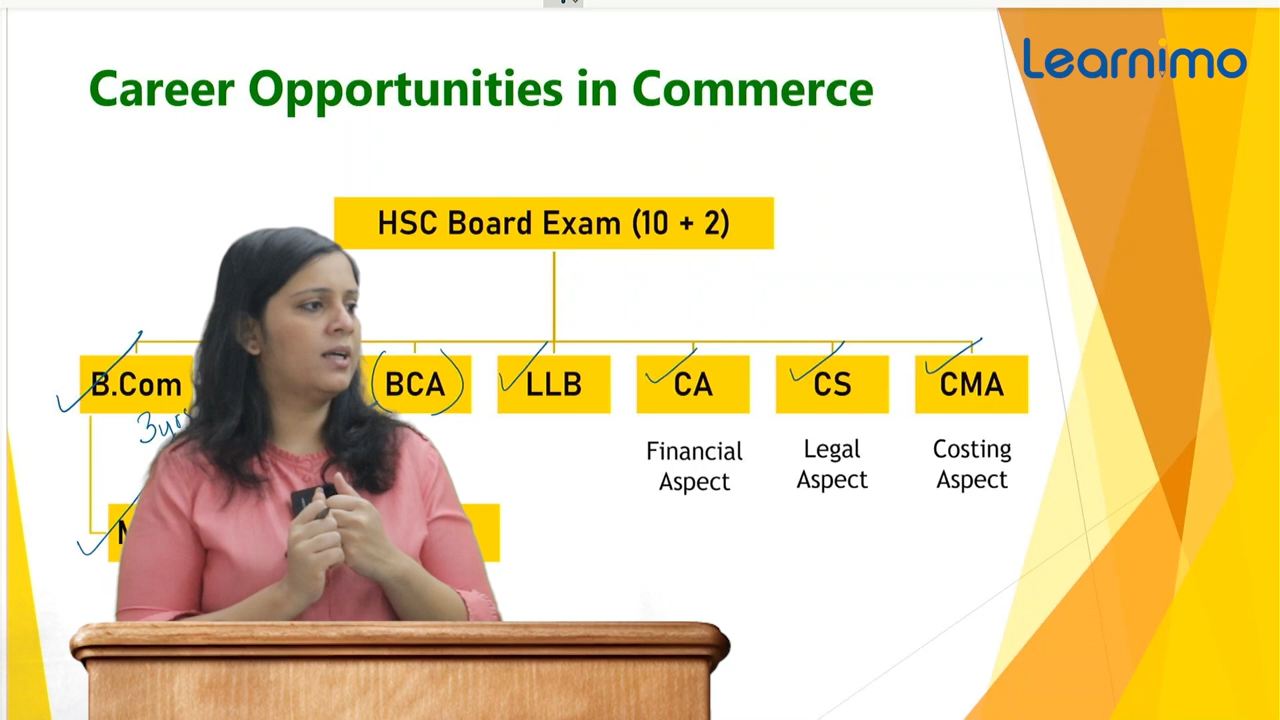 Learnimo
Career Opportunities in Commerce
HSC Board Exam (10 + 2)
B.Com
BCA
LLB
CA
CS
CMA
3yrs
Financial
Aspect
Legal
Aspect
Costing
Aspect